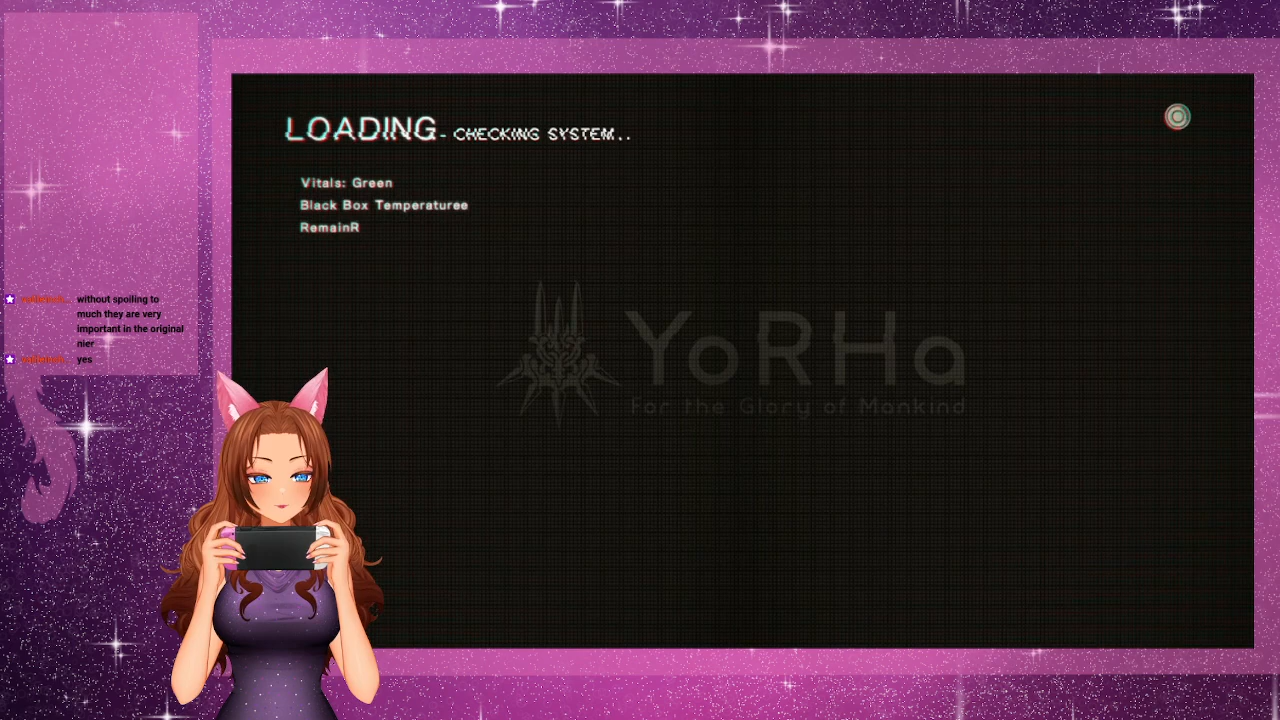 LOADING - CHECKING SYSTEM..
Vitals: Green
Black Box Temperaturee
RemainR
YoRHa
For the Glory of Mankind
without spoiling to
much they are very
important in the original
nier
yes